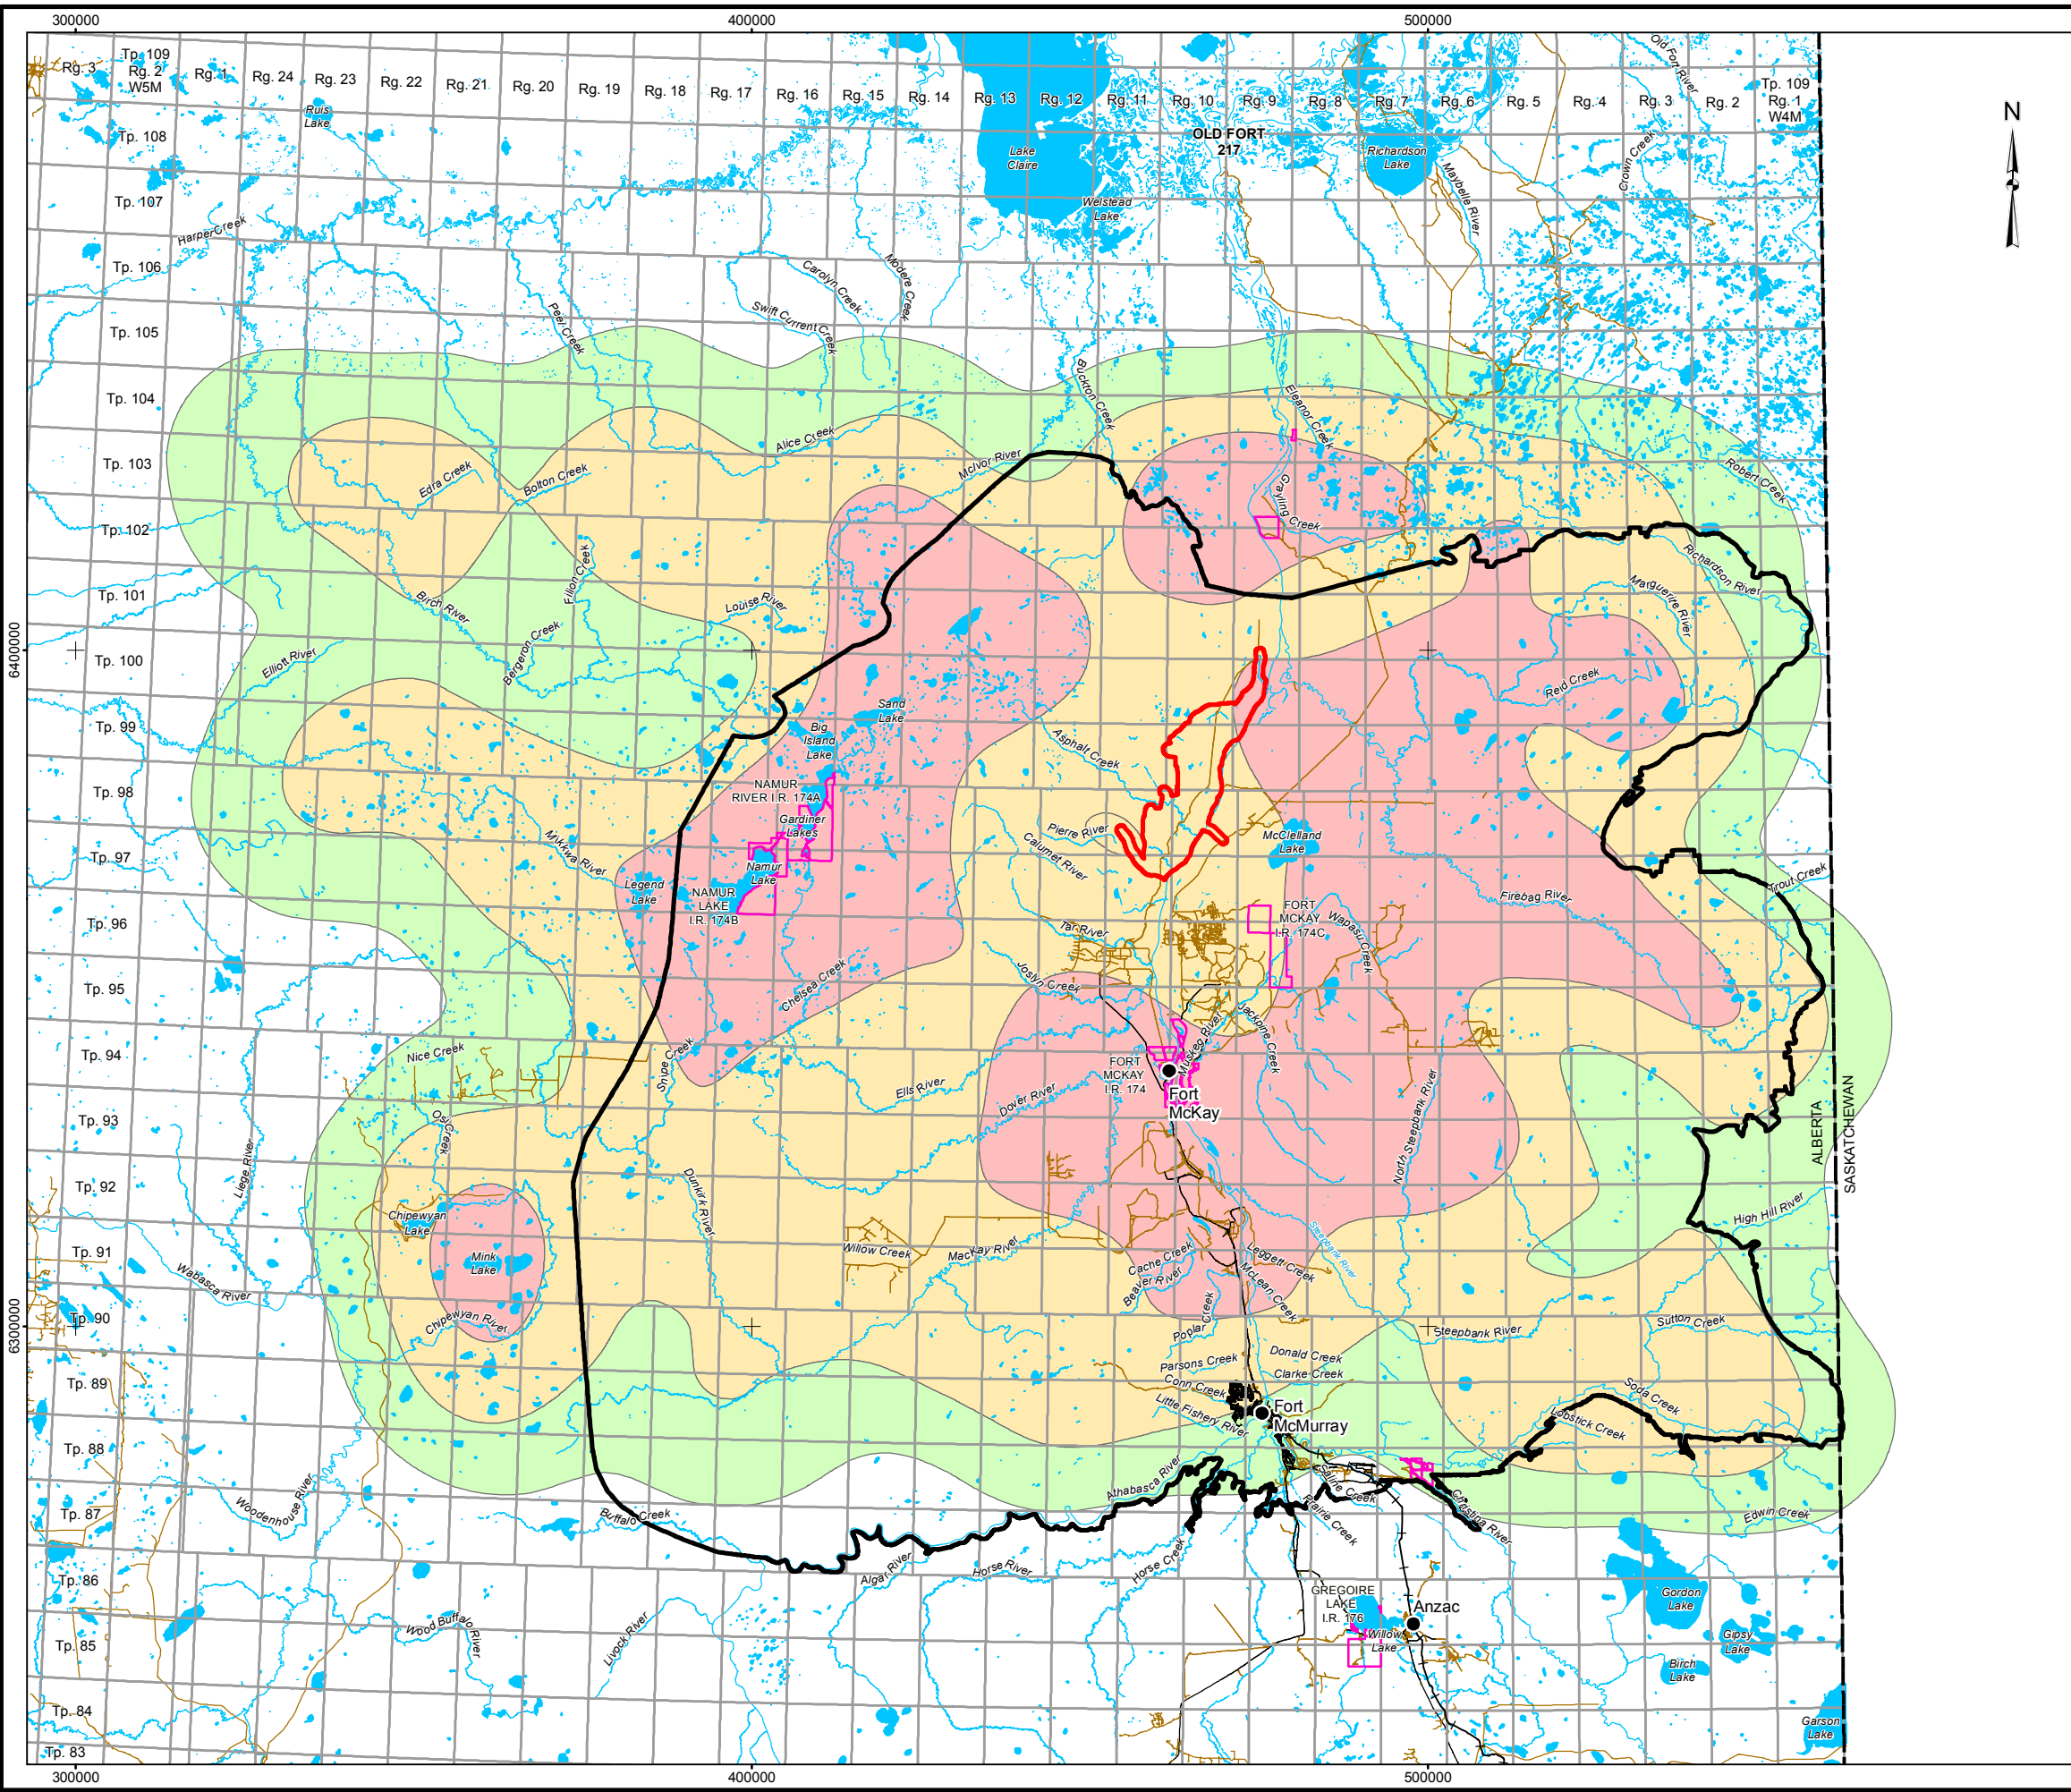 300000
400000
500000
Rg. 3
Tp. 109
Rg. 2
W5M
Rg. 1
Rg. 24
Rg. 23
Rg. 22
Rg. 21
Rg. 20
Rg. 19
Rg. 18
Rg. 17
Rg. 16
Rg. 15
Rg. 14
Rg. 13
Rg. 12
Rg. 11
Rg. 10
Rg. 9
Rg. 8
Rg. 7
Rg. 6
Rg. 5
Rg. 4
Rg. 3
Rg. 2
Tp. 109
Rg. 1
W4M
N
Old Fort River
Ruis
Lake
Tp. 108
OLD FORT
217
Lake
Claire
Richardson
Lake
Crown Creek
Maybelle River
Tp. 107
Welstead
Lake
Harper Creek
Tp. 106
Carolyn Creek
Modere Creek
Swift Current Creek
Peel Creek
Tp. 105
Buckton Creek
Eleanor Creek
Tp. 104
Alice Creek
McIvor River
Tp. 103
Edra Creek
Bolton Creek
Robert Creek
Grayling Creek
Tp. 102
Filion Creek
Richardson River
Marguerite River
Tp. 101
Birch River
Louise River
Bergeron Creek
6400000
Tp. 100
Elliott River
Reid Creek
Sand
Lake
Tp. 99
Big
Island
Lake
Asphalt Creek
Tp. 98
NAMUR
RIVER I.R. 174A
Gardiner
Lakes
Pierre River
McClelland
Lake
Calumet River
Tp. 97
Mikkwa River
Namur
Lake
Legend
Lake
NAMUR
LAKE
I.R. 174B
Firebag River
Trout Creek
FORT
MCKAY
I.R. 174C
Wapasu Creek
Tp. 96
Tar River
Joslyn Creek
Chelsea Creek
Tp. 95
Jackpine Creek
Muskeg River
Nice Creek
Snipe Creek
Tp. 94
FORT
MCKAY
I.R. 174
Fort
McKay
Ells River
Dover River
North Steepbank River
Tp. 93
Osi Creek
ALBERTA
SASKATCHEWAN
Liege River
Tp. 92
Dunkirk River
Chipewyan
Lake
High Hill River
Tp. 91
Mink
Lake
Willow Creek
MacKay River
Steepbank River
Leggett Creek
Cache Creek
Beaver River
McLean Creek
Wabasca River
6300000
Tp. 90
Chipewyan River
Poplar Creek
Steepbank River
Sutton Creek
Parsons Creek
Donald Creek
Clarke Creek
Tp. 89
Conn Creek
Little Fishery River
Fort
McMurray
Soda Creek
Lobstick Creek
Tp. 88
Athabasca River
Saline Creek
Woodenhouse River
Buffalo Creek
Prairie Creek
Christina River
Edwin Creek
Tp. 87
Algar River
Horse River
Horse Creek
Tp. 86
GREGOIRE
LAKE
I.R. 176
Anzac
Gordon
Lake
Wood Buffalo River
Livock River
Willow
Lake
Gipsy
Lake
Tp. 85
Birch
Lake
Tp. 84
Garson
Lake
Tp. 83
300000
400000
500000